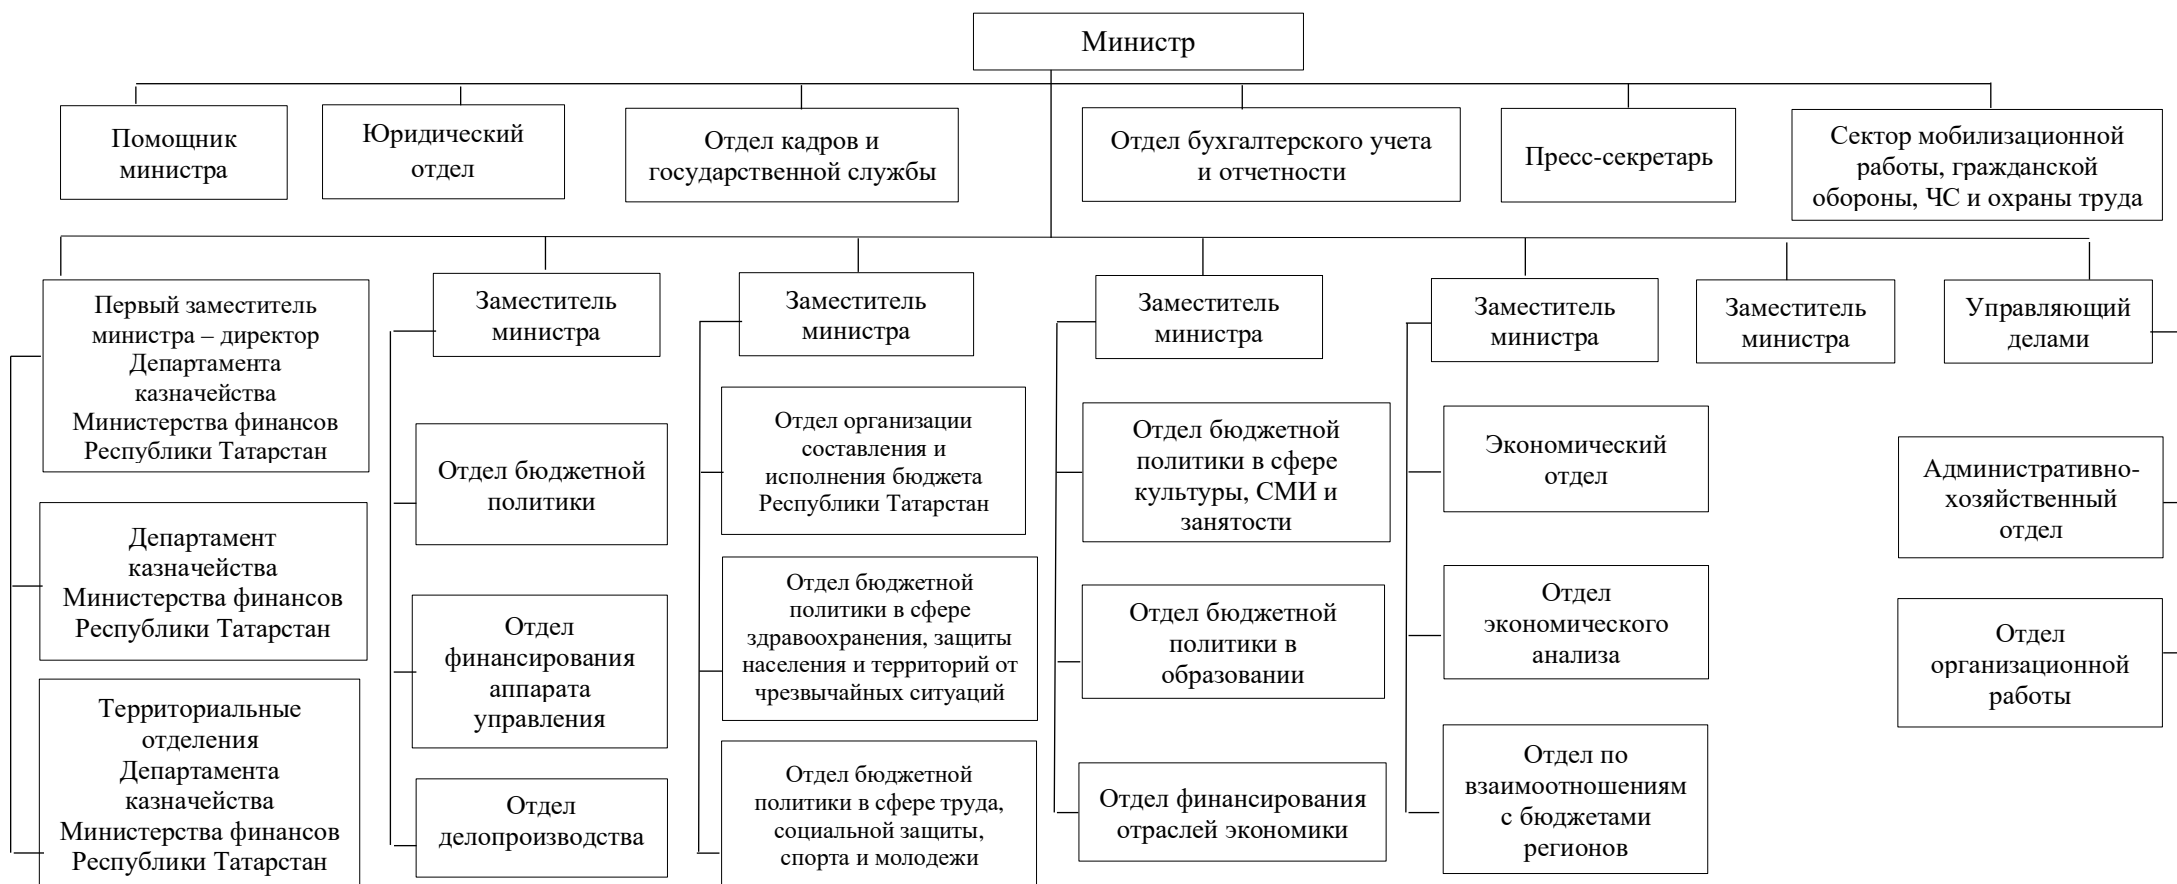 Министр
Помощник
министра
Юридический
отдел
Отдел кадров и
государственной службы
Отдел бухгалтерского учета
и отчетности
Пресс-секретарь
Сектор мобилизационной
работы, гражданской
обороны, ЧС и охраны труда
Первый заместитель
министра – директор
Департамента
казначейства
Министерства финансов
Республики Татарстан
Заместитель
министра
Заместитель
министра
Заместитель
министра
Заместитель
министра
Заместитель
министра
Управляющий
делами
Департамент
казначейства
Министерства финансов
Республики Татарстан
Территориальные
отделения
Департамента
казначейства
Министерства финансов
Республики Татарстан
Отдел бюджетной
политики
Отдел
финансирования
аппарата
управления
Отдел
делопроизводства
Отдел организации
составления и
исполнения бюджета
Республики Татарстан
Отдел бюджетной
политики в сфере
здравоохранения, защиты
населения и территорий от
чрезвычайных ситуаций
Отдел бюджетной
политики в сфере труда,
социальной защиты,
спорта и молодежи
Отдел бюджетной
политики в сфере
культуры, СМИ и
занятости
Отдел бюджетной
политики в
образовании
Отдел финансирования
отраслей экономики
Экономический
отдел
Отдел
экономического
анализа
Отдел по
взаимоотношениям
с бюджетами
регионов
Административно-
хозяйственный
отдел
Отдел
организационной
работы